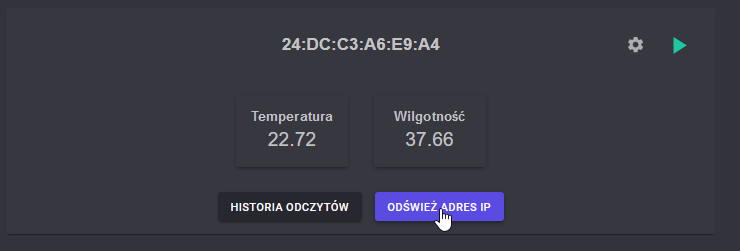 24:DC:C3:A6:E9:A4
Temperatura Wilgotność
22.72 37.66
HISTORIA ODCZYTÓW ODŚWIEŻ ADRES IP